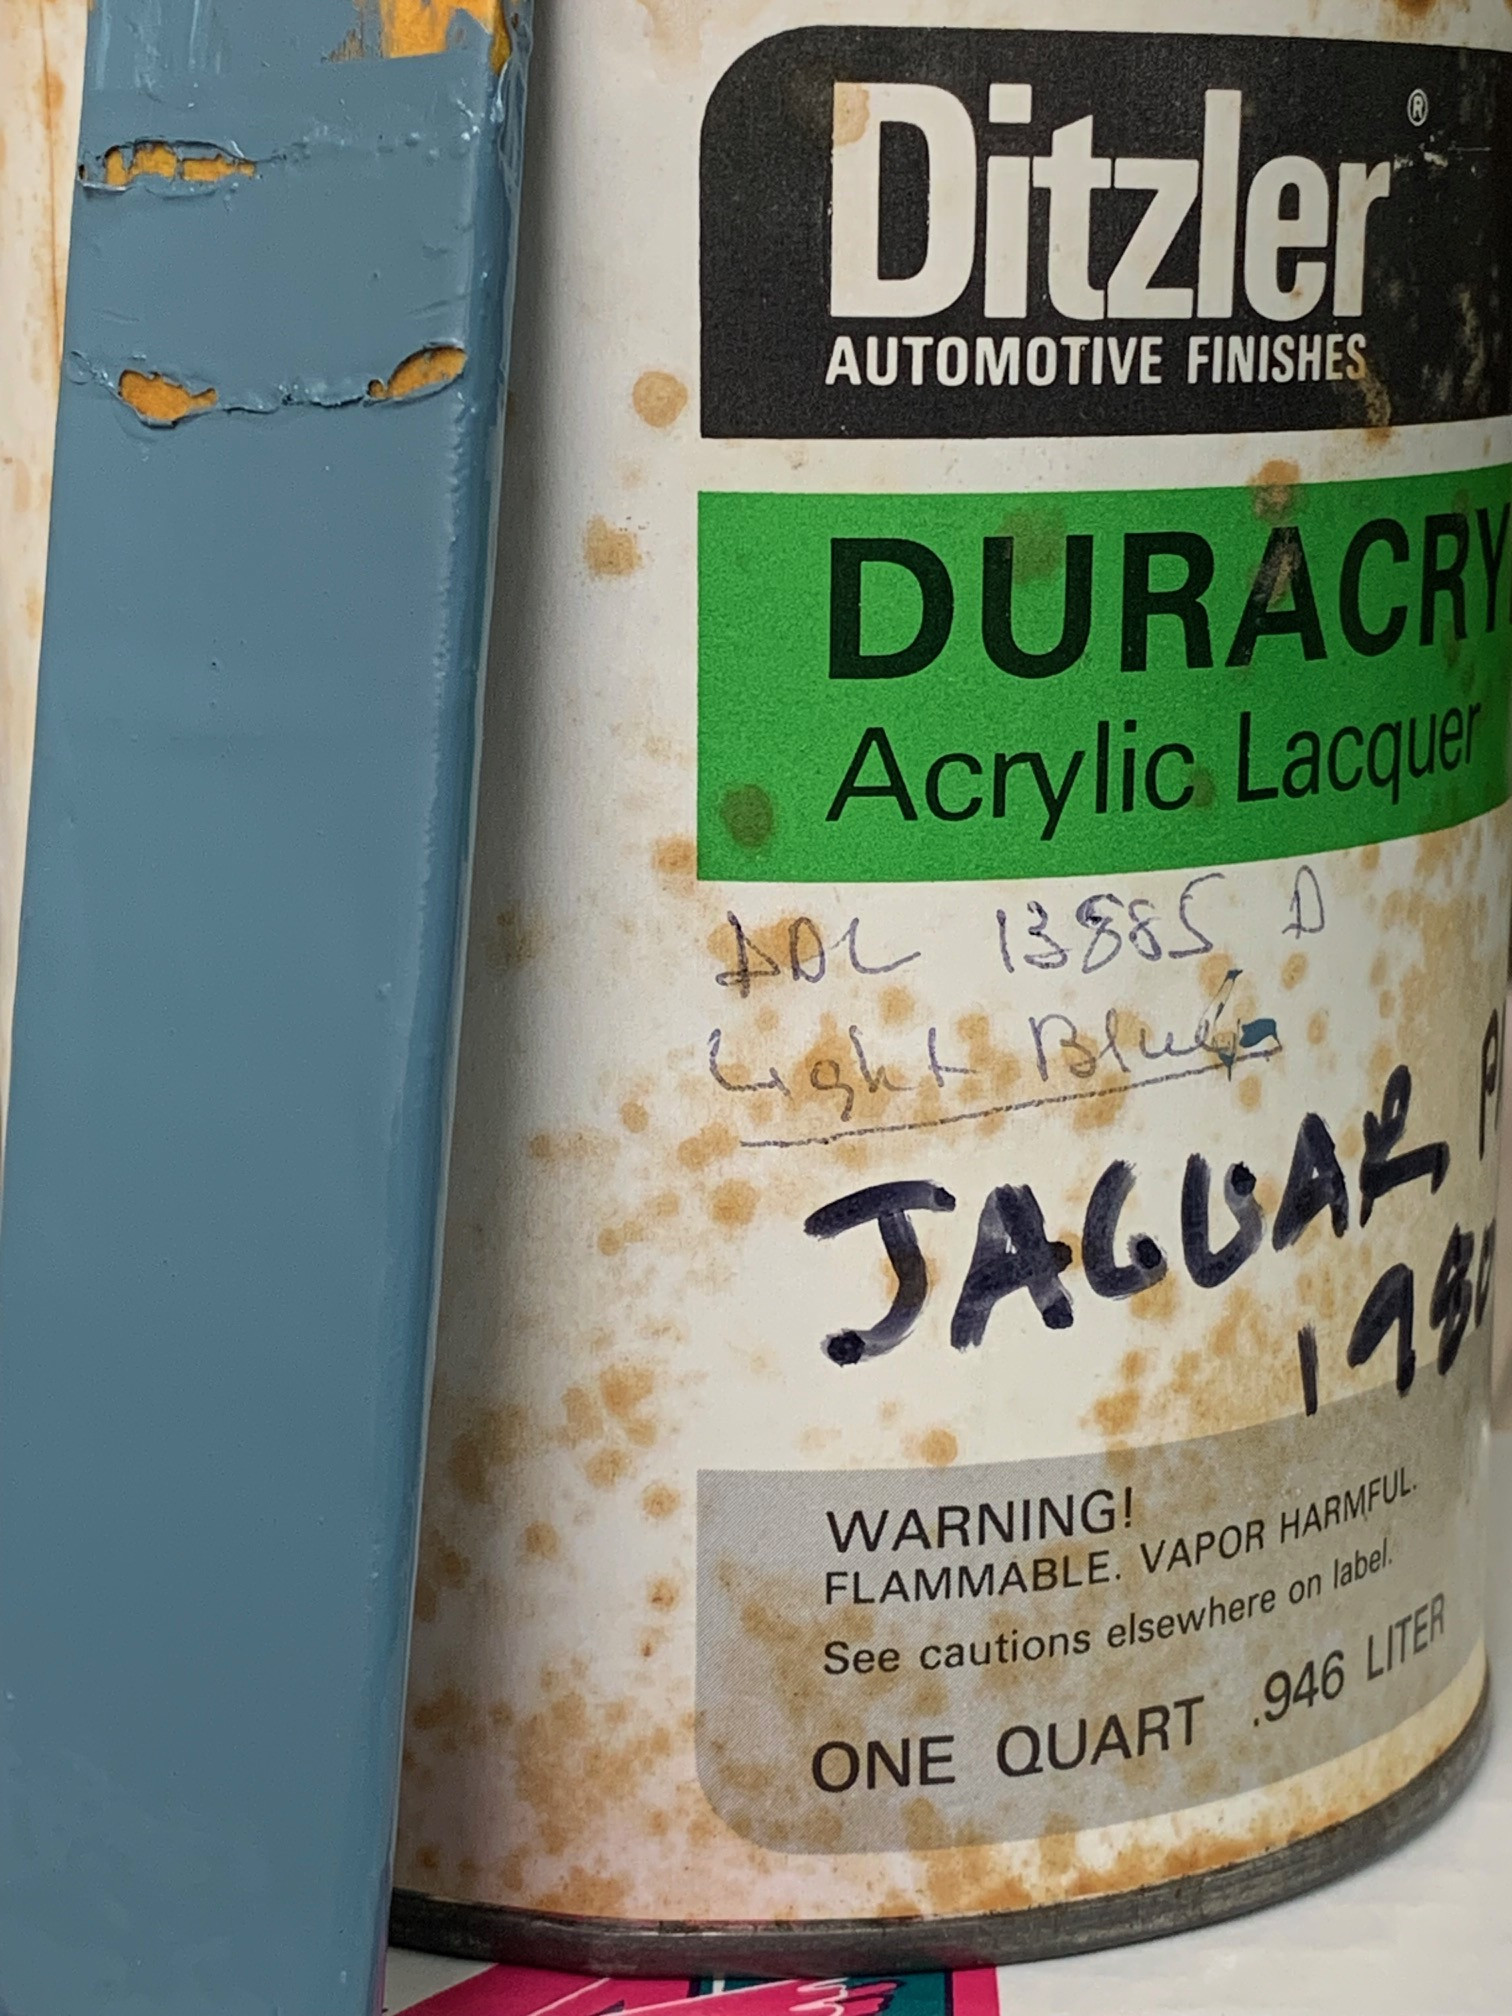 Ditzler®
AUTOMOTIVE FINISHES
DURACRY
Acrylic Lacquer
DDL 13885 D
Light Blue
JAGUAR
1980
WARNING!
FLAMMABLE. VAPOR HARMFUL.
See cautions elsewhere on label.
ONE QUART .946 LITER